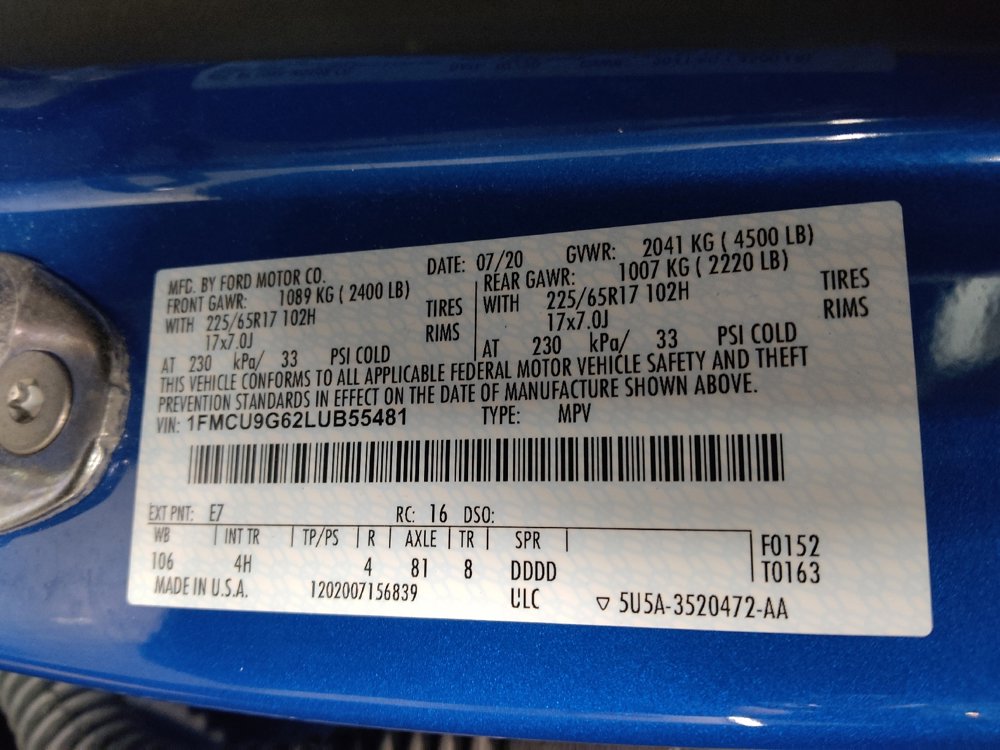 MFD. BY FORD MOTOR CO. DATE: 07/20 GVWR: 2041 KG ( 4500 LB)
FRONT GAWR: 1089 KG ( 2400 LB) REAR GAWR: 1007 KG ( 2220 LB)
WITH 225/65R17 102H TIRES WITH 225/65R17 102H TIRES
17x7.0J RIMS 17x7.0J RIMS
AT 230 kPa/ 33 PSI COLD AT 230 kPa/ 33 PSI COLD
THIS VEHICLE CONFORMS TO ALL APPLICABLE FEDERAL MOTOR VEHICLE SAFETY AND THEFT
PREVENTION STANDARDS IN EFFECT ON THE DATE OF MANUFACTURE SHOWN ABOVE.
VIN: 1FMCU9G62LUB55481 TYPE: MPV
EXT PNT: E7 RC: 16 DSO:
WB INT TR TP/PS R AXLE TR SPR
106 4H 4 81 8 DDDD
F0152
T0163
MADE IN U.S.A. 1202007156839 ULC 5U5A-3520472-AA